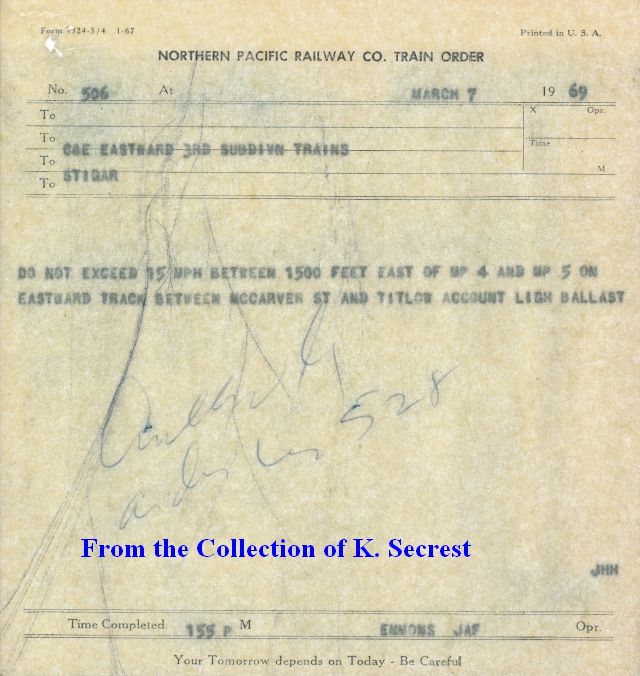 Form 4324-3/4 1-67 Printed in U. S. A.
NORTHERN PACIFIC RAILWAY CO. TRAIN ORDER
No. 506 At MARCH 7 19 69
To X Opr.
To C&E EASTWARD 3RD SUBDIVN TRAINS
To STIGAR Time
To M
DO NOT EXCEED 15 MPH BETWEEN 1500 FEET EAST OF MP 4 AND MP 5 ON
EASTWARD TRACK BETWEEN MCCARVER ST AND TITLOW ACCOUNT LIGH BALLAST
528
From the Collection of K. Secrest
JHH
Time Completed 155 P M EMMONS JAF Opr.
Your Tomorrow depends on Today - Be Careful